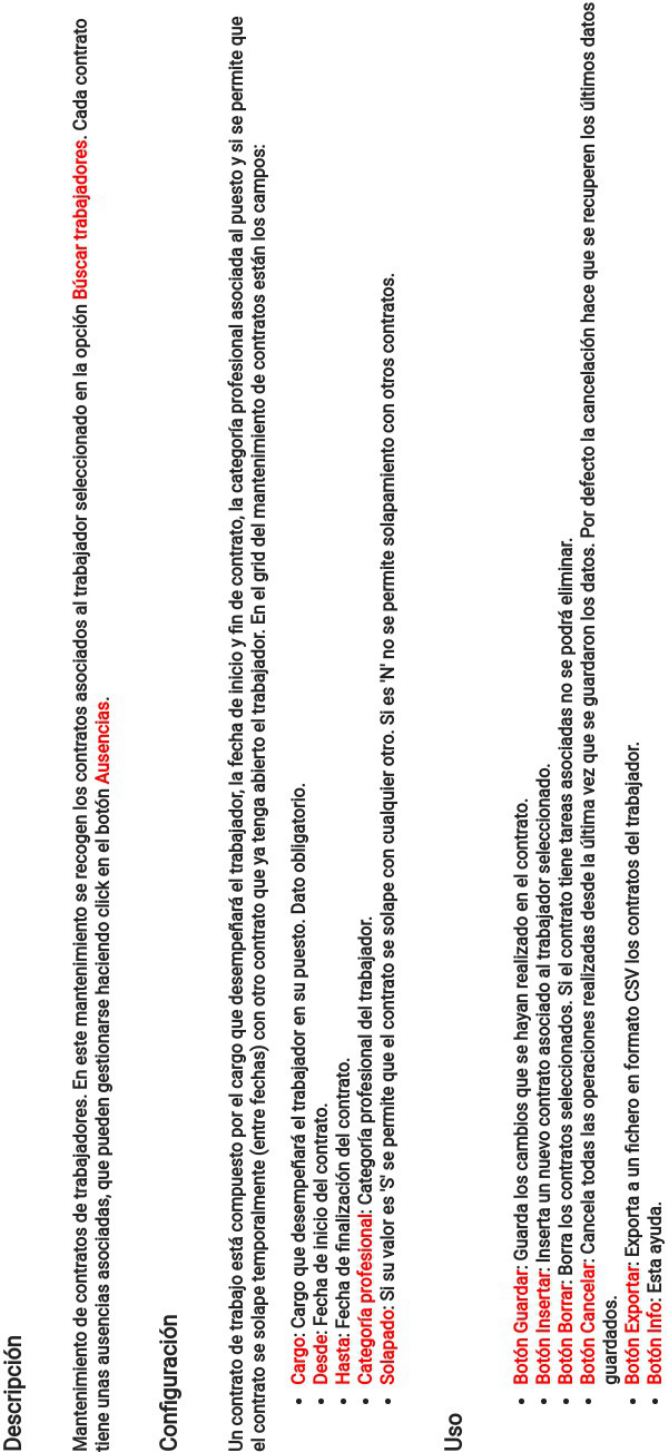 Descripción
Mantenimiento de contratos de trabajadores. En este mantenimiento se recogen los contratos asociados al trabajador seleccionado en la opción Búscar trabajadores. Cada contrato
tiene unas ausencias asociadas, que pueden gestionarse haciendo click en el botón Ausencias.
Configuración
Un contrato de trabajo está compuesto por el cargo que desempeñará el trabajador, la fecha de inicio y fin de contrato, la categoría profesional asociada al puesto y si se permite que
el contrato se solape temporalmente (entre fechas) con otro contrato que ya tenga abierto el trabajador. En el grid del mantenimiento de contratos están los campos:
• Cargo: Cargo que desempeñará el trabajador en su puesto. Dato obligatorio.
• Desde: Fecha de inicio del contrato.
• Hasta: Fecha de finalización del contrato.
• Categoría profesional: Categoría profesional del trabajador.
• Solapado: Si su valor es 'S' se permite que el contrato se solape con cualquier otro. Si es 'N' no se permite solapamiento con otros contratos.
Uso
• Botón Guardar: Guarda los cambios que se hayan realizado en el contrato.
• Botón Insertar: Inserta un nuevo contrato asociado al trabajador seleccionado.
• Botón Borrar: Borra los contratos seleccionados. Si el contrato tiene tareas asociadas no se podrá eliminar.
• Botón Cancelar: Cancela todas las operaciones realizadas desde la última vez que se guardaron los datos. Por defecto la cancelación hace que se recuperen los últimos datos
guardados.
• Botón Exportar: Exporta a un fichero en formato CSV los contratos del trabajador.
• Botón Info: Esta ayuda.